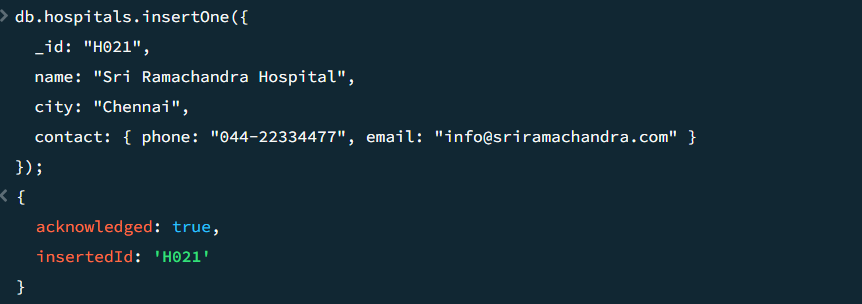 db.hospitals.insertOne({
_id: "H021",
name: "Sri Ramachandra Hospital",
city: "Chennai",
contact: { phone: "044-22334477", email: "info@sriramachandra.com" }
});
{
acknowledged: true,
insertedId: 'H021'
}